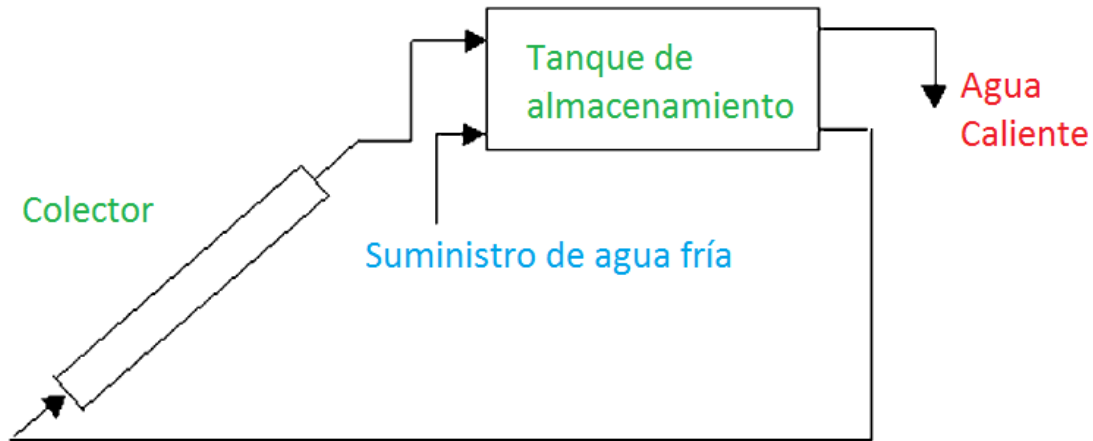 Tanque de
almacenamiento
Agua
Caliente
Colector
Suministro de agua fría